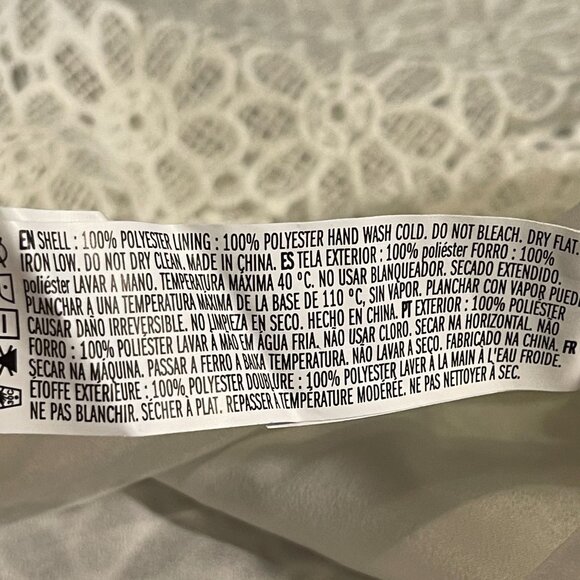 EN SHELL : 100% POLYESTER LINING : 100% POLYESTER HAND WASH COLD. DO NOT BLEACH. DRY FLAT.
IRON LOW. DO NOT DRY CLEAN. MADE IN CHINA. ES TELA EXTERIOR : 100% poliéster FORRO : 100%
poliéster LAVAR A MANO. TEMPERATURA MÁXIMA 40 °C. NO USAR BLANQUEADOR. SECADO EXTENDIDO.
PLANCHAR A UNA TEMPERATURA MÁXIMA DE LA BASE DE 110 °C, SIN VAPOR. PLANCHAR CON VAPOR PUED
CAUSAR DAÑO IRREVERSIBLE. NO LIMPIEZA EN SECO. HECHO EN CHINA. PT EXTERIOR : 100% POLIÉSTER
FORRO : 100% POLIÉSTER LAVAR À MÃO EM ÁGUA FRIA. NÃO USAR CLORO. SECAR NA HORIZONTAL. NÃO
SECAR NA MÁQUINA. PASSAR A FERRO A BAIXA TEMPERATURA. NÃO LAVAR A SEC̦O. FABRICADO NA CHINA. FR
ÉTOFFE EXTÉRIEURE : 100% POLYESTER DOUBLURE : 100% POLYESTER LAVER À LA MAIN À L'EAU FROIDE.
NE PAS BLANCHIR. SÉCHER À PLAT. REPASSER À TEMPÉRATURE MODÉRÉE. NE PAS NETTOYER À SEC.